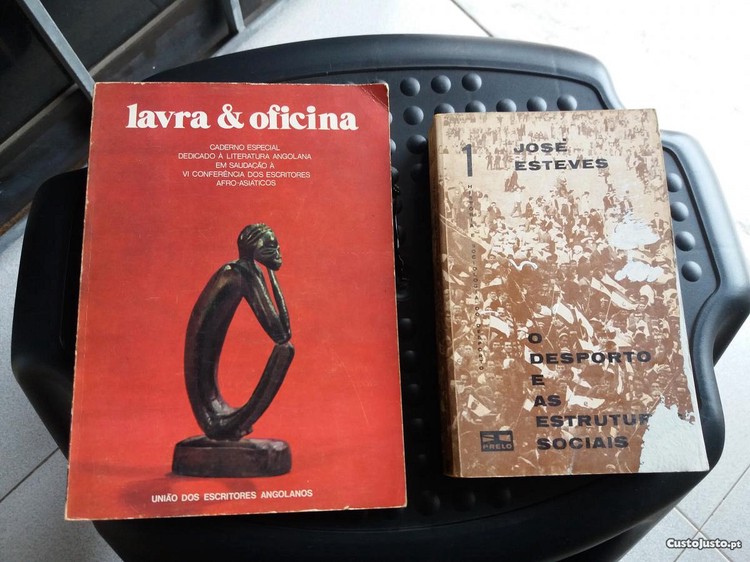 lavra & oficina
CADERNO ESPECIAL
DEDICADO À LITERATURA ANGOLANA
EM SAUDAÇÃO À
VI CONFERÊNCIA DOS ESCRITORES
AFRO-ASIÁTICOS
UNIÃO DOS ESCRITORES ANGOLANOS
1
JOSÉ
ESTEVES
O
DESPORTO
E
AS
ESTRUTUR
SOCIAIS
PRELO
CustoJusto.pt